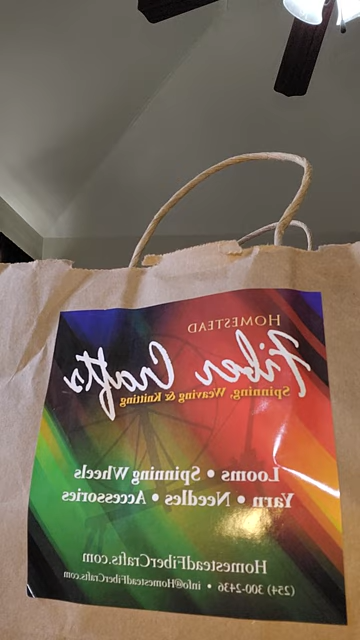 HOMESTEAD
Fiber Crafts
Spinning, Weaving & Knitting
Looms • Spinning Wheels
Yarn • Needles • Accessories
HomesteadFiberCrafts.com
(254) 300-2436 • info@HomesteadFiberCrafts.com